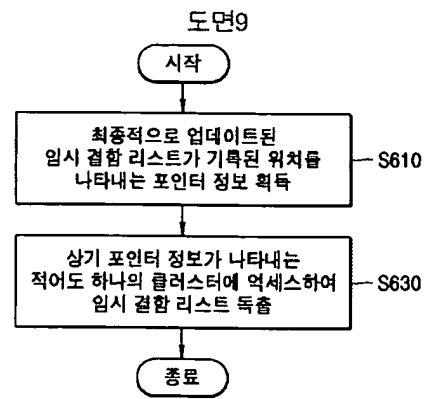 도면9
시작
최종적으로 업데이트된
임시 결함 리스트가 기록된 위치를
나타내는 포인터 정보 획득
S610
상기 포인터 정보가 나타내는
적어도 하나의 클러스터에 억세스하여
임시 결함 리스트 독출
S630
종료